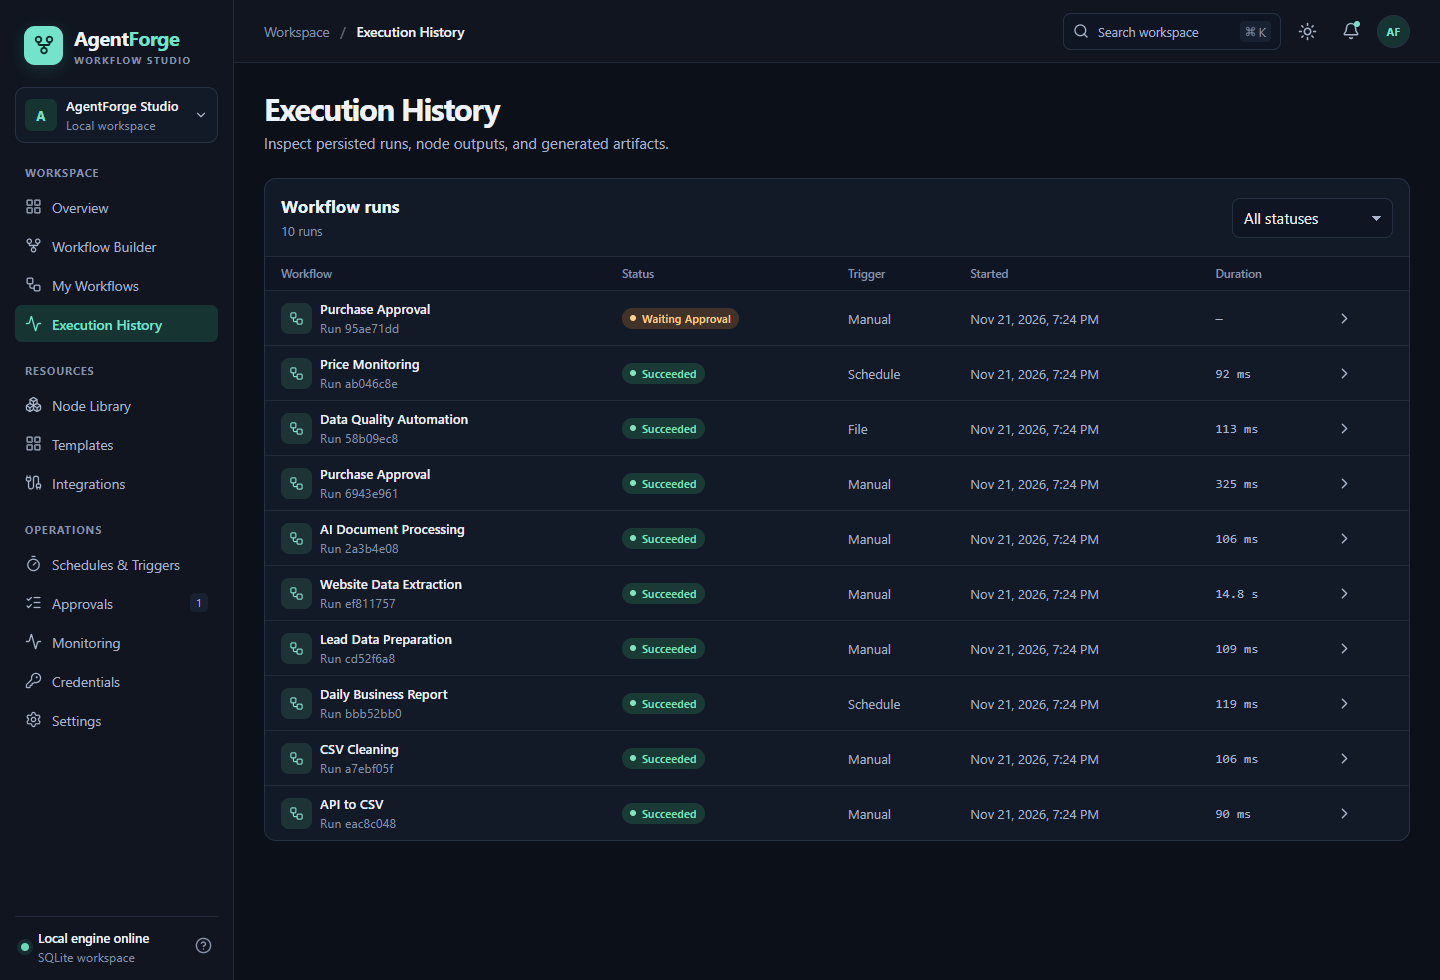 AgentForge
WORKFLOW STUDIO
A
AgentForge Studio
Local workspace
WORKSPACE
Overview
Workflow Builder
My Workflows
Execution History
RESOURCES
Node Library
Templates
Integrations
OPERATIONS
Schedules & Triggers
Approvals 1
Monitoring
Credentials
Settings
Local engine online
SQLite workspace
Workspace / Execution History
Search workspace ⌘ K
AF
Execution History
Inspect persisted runs, node outputs, and generated artifacts.
Workflow runs
10 runs
All statuses
Workflow Status Trigger Started Duration
Purchase Approval
Run 95ae71dd
Waiting Approval Manual Nov 21, 2026, 7:24 PM —
Price Monitoring
Run ab046c8e
Succeeded Schedule Nov 21, 2026, 7:24 PM 92 ms
Data Quality Automation
Run 58b09ec8
Succeeded File Nov 21, 2026, 7:24 PM 113 ms
Purchase Approval
Run 6943e961
Succeeded Manual Nov 21, 2026, 7:24 PM 325 ms
AI Document Processing
Run 2a3b4e08
Succeeded Manual Nov 21, 2026, 7:24 PM 106 ms
Website Data Extraction
Run ef811757
Succeeded Manual Nov 21, 2026, 7:24 PM 14.8 s
Lead Data Preparation
Run cd52f6a8
Succeeded Manual Nov 21, 2026, 7:24 PM 109 ms
Daily Business Report
Run bbb52bb0
Succeeded Schedule Nov 21, 2026, 7:24 PM 119 ms
CSV Cleaning
Run a7ebf05f
Succeeded Manual Nov 21, 2026, 7:24 PM 106 ms
API to CSV
Run eac8c048
Succeeded Manual Nov 21, 2026, 7:24 PM 90 ms